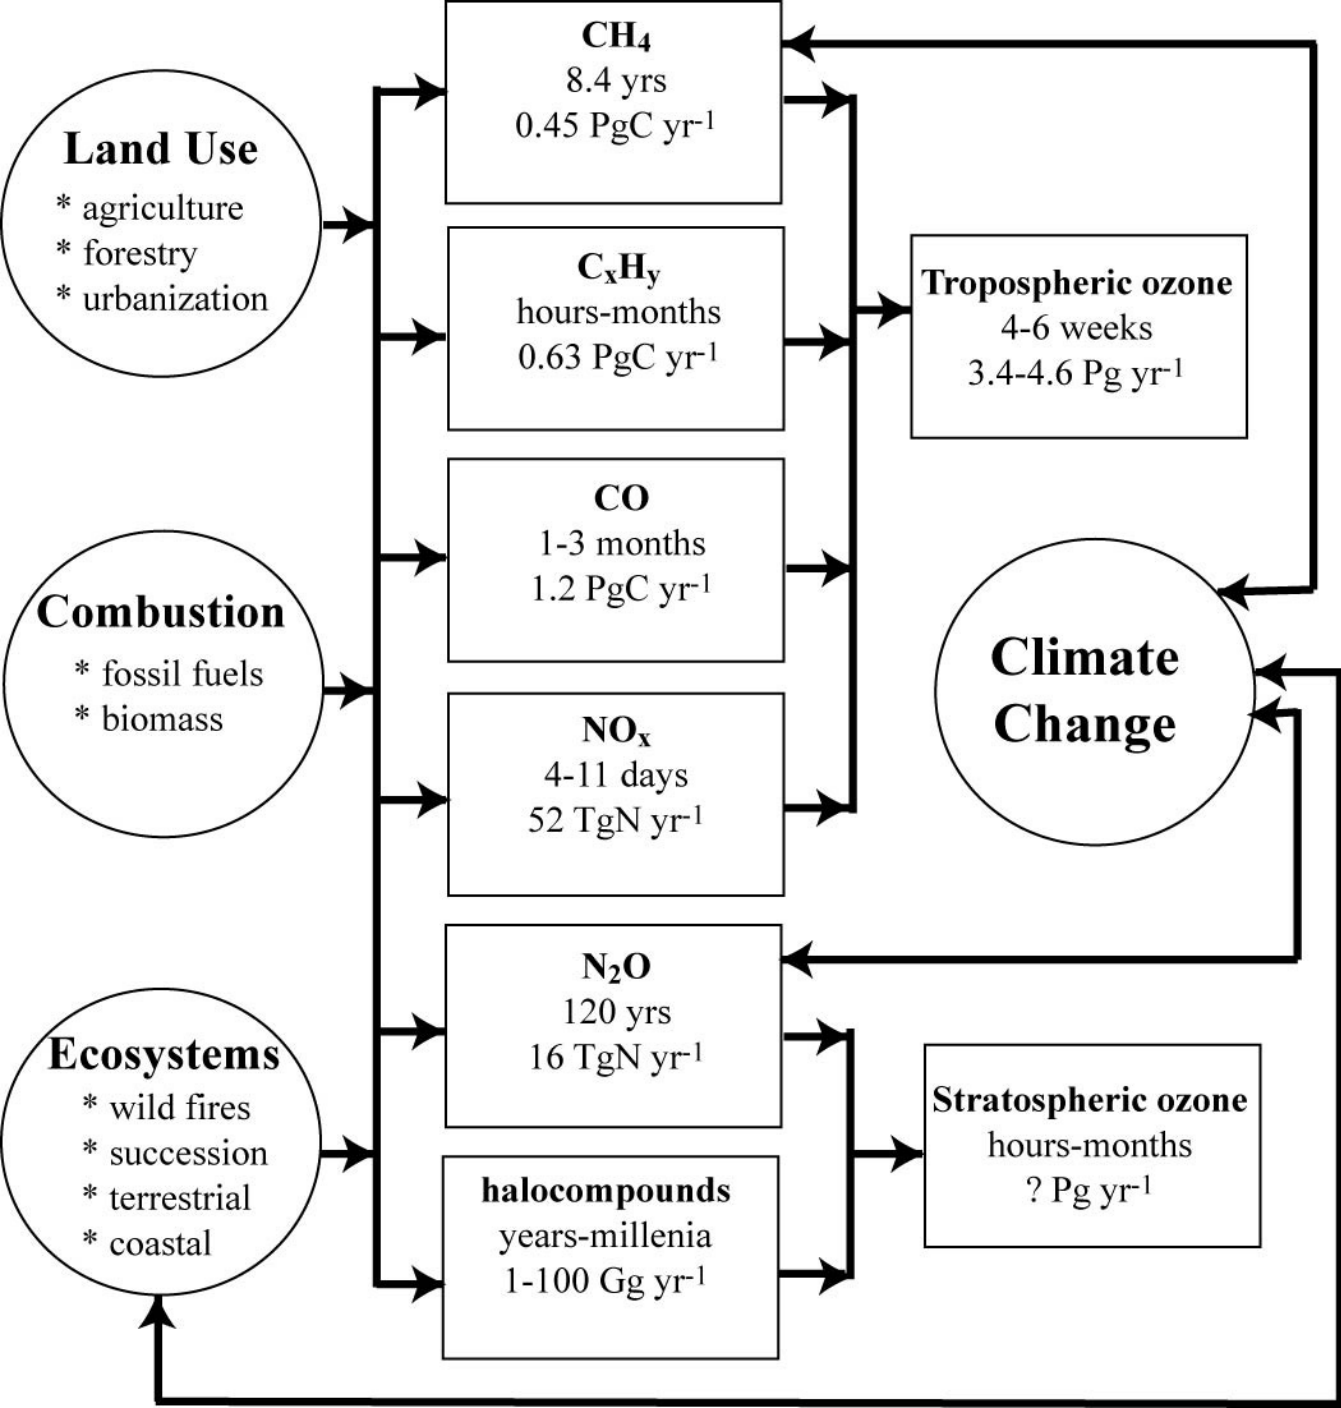 Land Use
* agriculture
* forestry
* urbanization
Combustion
* fossil fuels
* biomass
Ecosystems
* wild fires
* succession
* terrestrial
* coastal
CH₄
8.4 yrs
0.45 PgC yr⁻¹
CₓHᵧ
hours-months
0.63 PgC yr⁻¹
CO
1-3 months
1.2 PgC yr⁻¹
NOₓ
4-11 days
52 TgN yr⁻¹
N₂O
120 yrs
16 TgN yr⁻¹
halocompounds
years-millenia
1-100 Gg yr⁻¹
Tropospheric ozone
4-6 weeks
3.4-4.6 Pg yr⁻¹
Climate
Change
Stratospheric ozone
hours-months
? Pg yr⁻¹